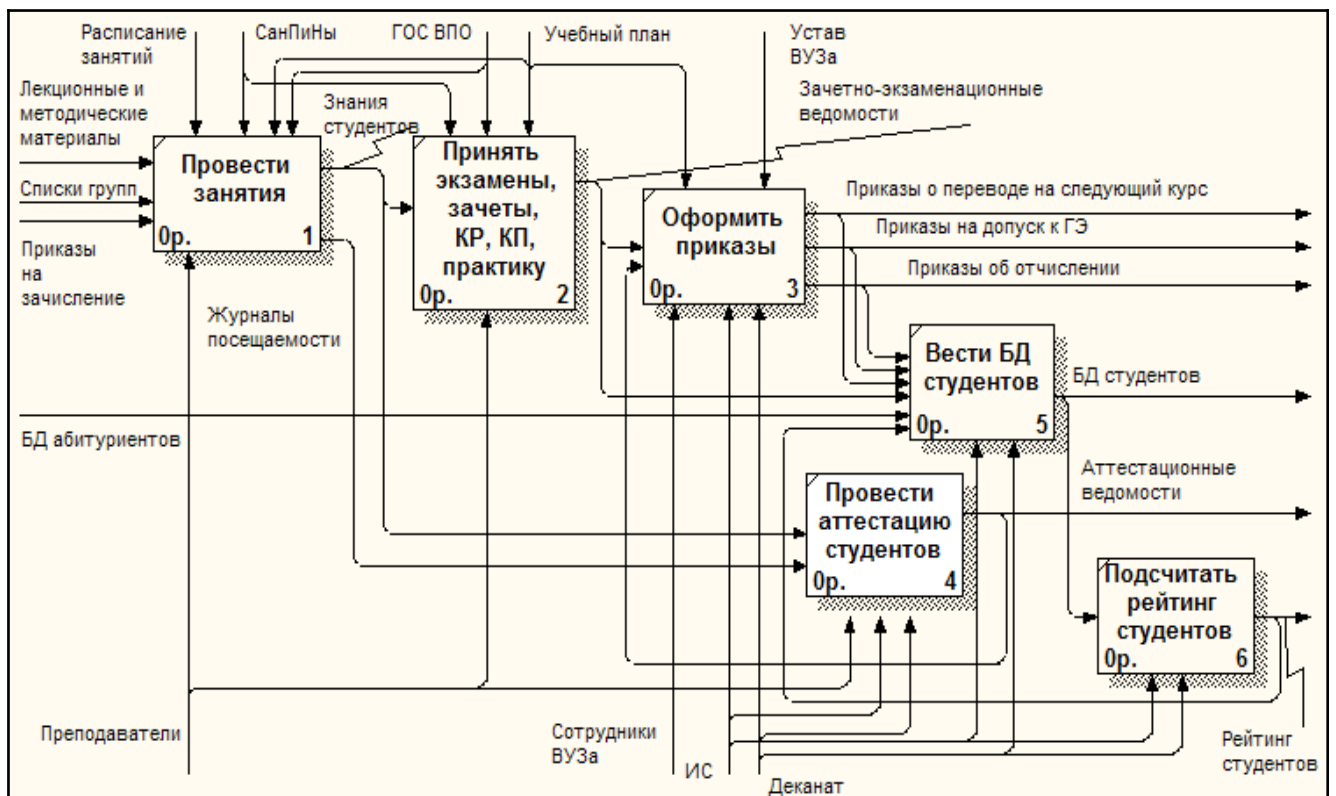 Расписание
занятий
СанПиНы
ГОС ВПО
Учебный план
Устав
ВУЗа
Лекционные и
методические
материалы
Знания
студентов
Зачетно-экзаменационные
ведомости
Провести
занятия
0р. 1
Принять
экзамены,
зачеты,
КР, КП,
практику
0р. 2
Списки групп
Приказы
на
зачисление
Оформить
приказы
0р. 3
Приказы о переводе на следующий курс
Приказы на допуск к ГЭ
Приказы об отчислении
Журналы
посещаемости
Вести БД
студентов
0р. 5
БД студентов
БД абитуриентов
Провести
аттестацию
студентов
0р. 4
Аттестационные
ведомости
Подсчитать
рейтинг
студентов
0р. 6
Преподаватели
Сотрудники
ВУЗа
ИС
Деканат
Рейтинг
студентов